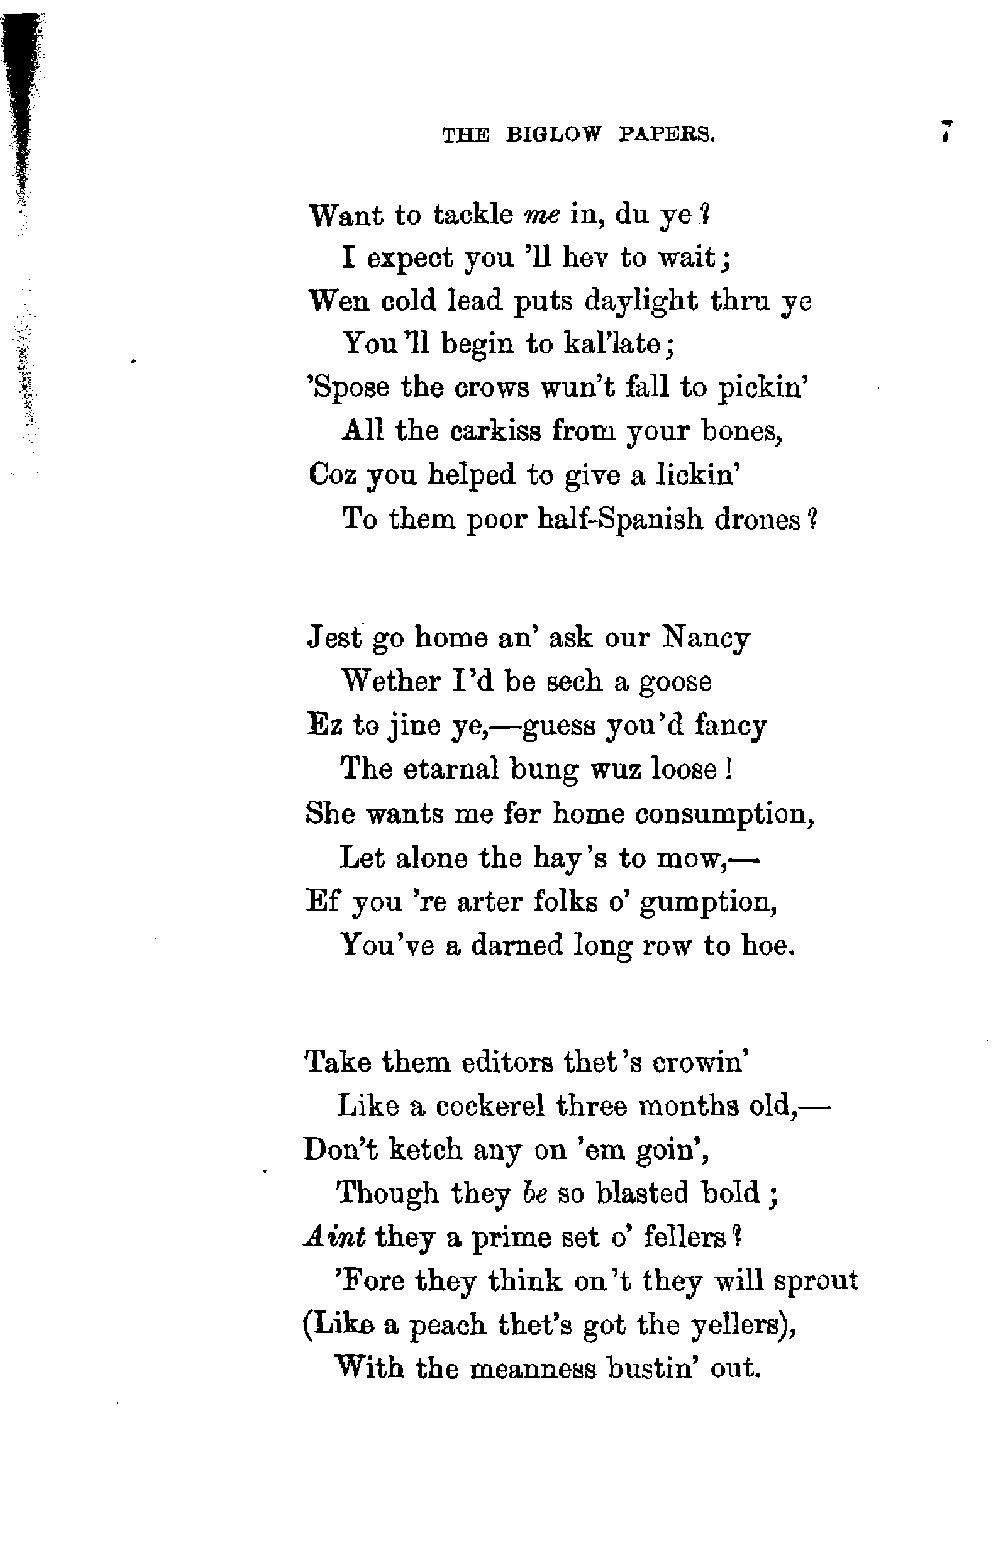 THE BIGLOW PAPERS. 7
Want to tackle me in, du ye?
I expect you 'll hev to wait;
Wen cold lead puts daylight thru ye
You 'll begin to kal'late;
'Spose the crows wun't fall to pickin'
All the carkiss from your bones,
Coz you helped to give a lickin'
To them poor half-Spanish drones?
Jest go home an' ask our Nancy
Wether I'd be sech a goose
Ez to jine ye,—guess you'd fancy
The etarnal bung wuz loose!
She wants me fer home consumption,
Let alone the hay's to mow,—
Ef you 're arter folks o' gumption,
You've a darned long row to hoe.
Take them editors thet's crowin'
Like a cockerel three months old,—
Don't ketch any on 'em goin',
Though they be so blasted bold;
Aint they a prime set o' fellers?
'Fore they think on't they will sprout
(Like a peach thet's got the yellers),
With the meanness bustin' out.